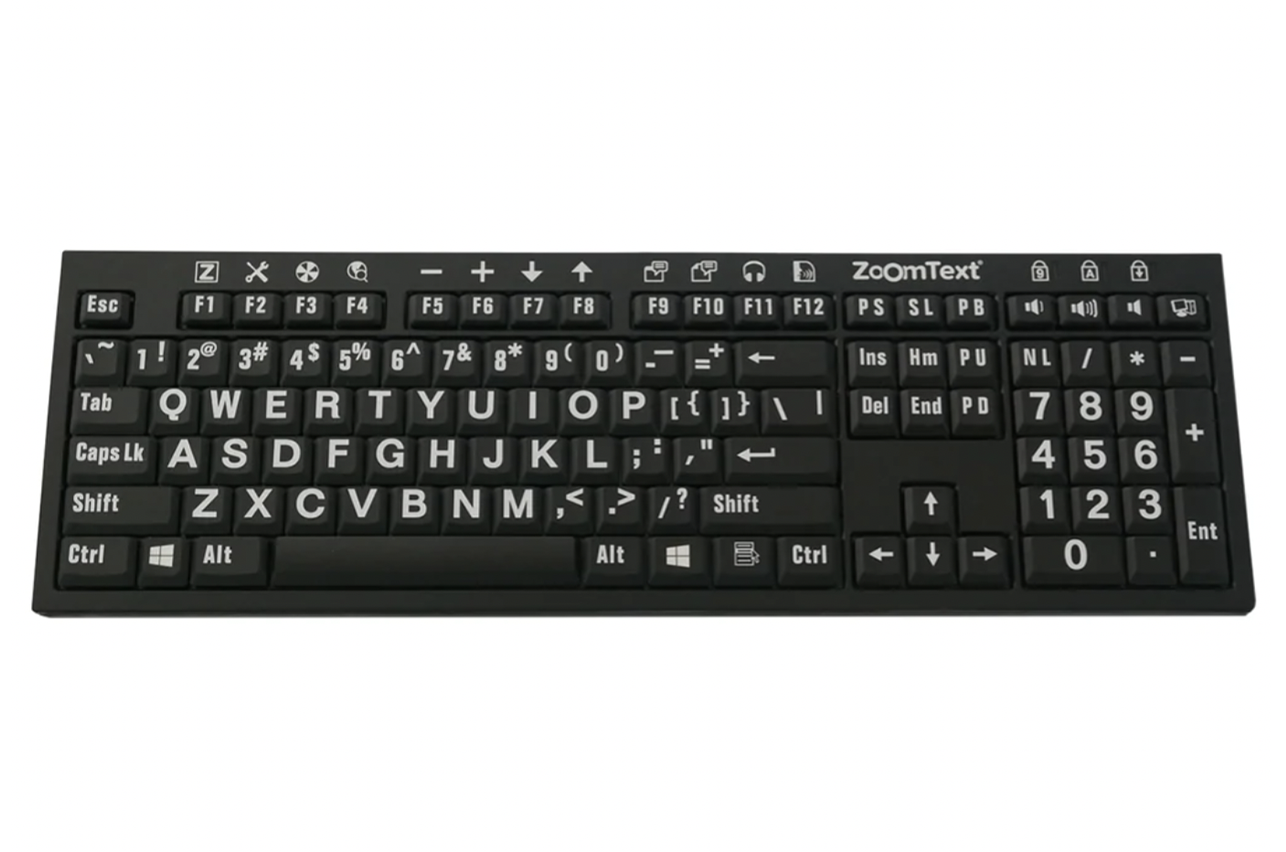 Z − + ↓ ↑ ZoomText® 9 A
Esc F1 F2 F3 F4 F5 F6 F7 F8 F9 F10 F11 F12 PS SL PB
` ~ 1 ! 2 @ 3 # 4 $ 5 % 6 ^ 7 & 8 * 9 ( 0 ) - _ = + ← Ins Hm PU NL / * −
Tab Q W E R T Y U I O P [ { ] } \ | Del End PD 7 8 9 +
Caps Lk A S D F G H J K L ; : ' " ↵ 4 5 6
Shift Z X C V B N M , < . > / ? Shift ↑ 1 2 3 Ent
Ctrl Alt Alt Ctrl ← ↓ → 0 .